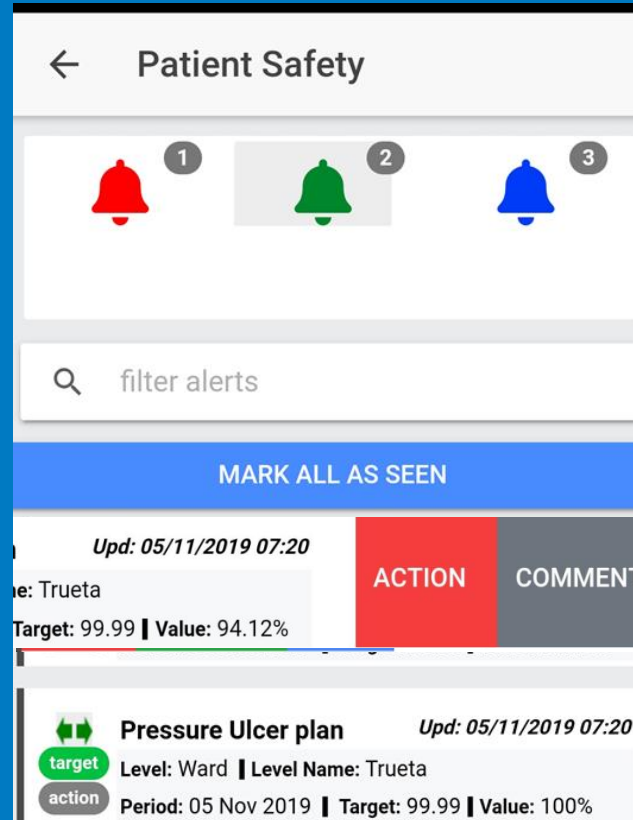 Patient Safety
1
2
3
filter alerts
MARK ALL AS SEEN
Upd: 05/11/2019 07:20
ACTION
COMMENT
Trueta
Target: 99.99 | Value: 94.12%
Pressure Ulcer plan
Upd: 05/11/2019 07:20
target
Level: Ward | Level Name: Trueta
action
Period: 05 Nov 2019 | Target: 99.99 | Value: 100%